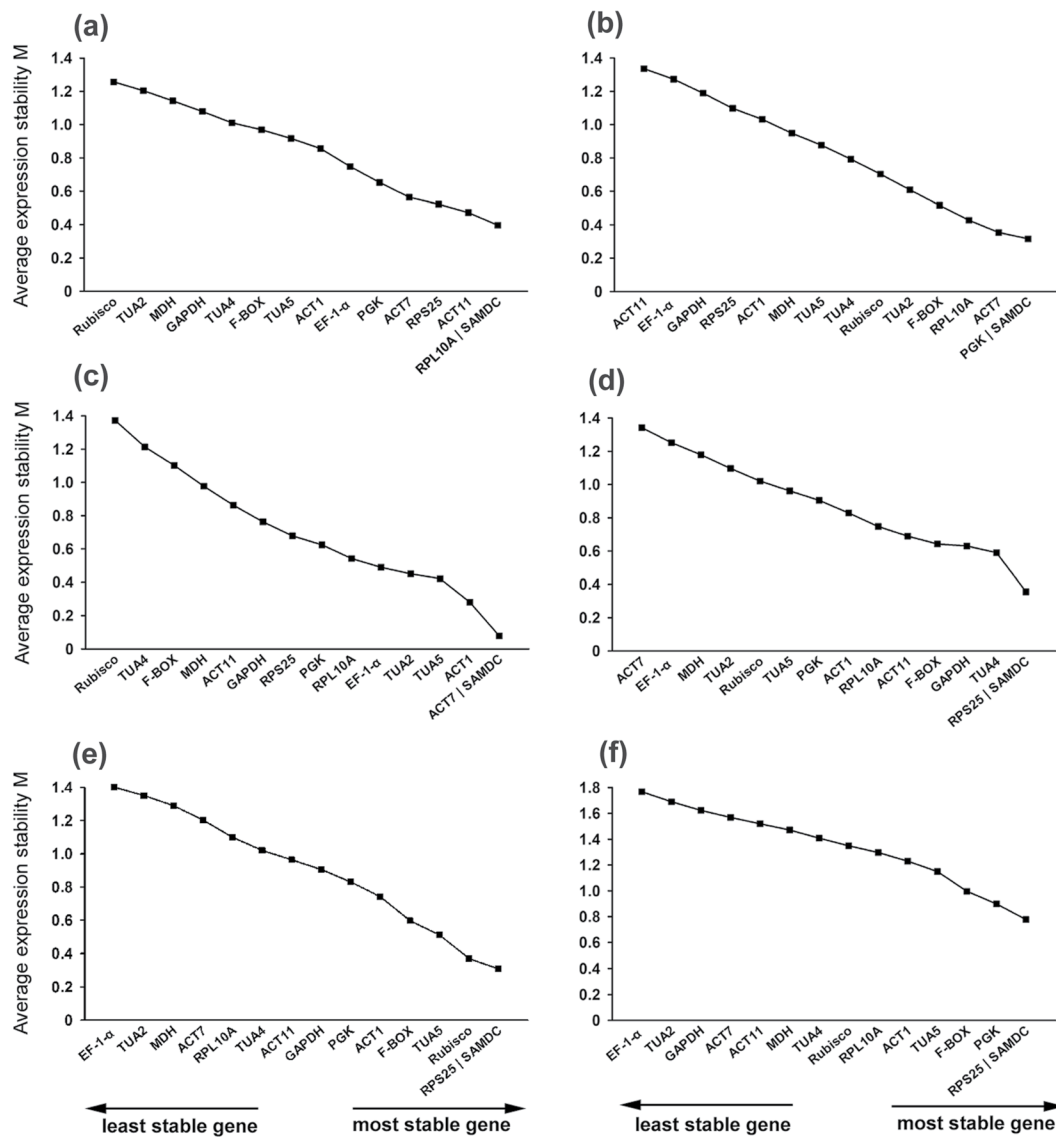 (a)
Average expression stability M
1.4
1.2
1.0
0.8
0.6
0.4
0.2
0
Rubisco
TUA2
MDH
GAPDH
TUA4
F-BOX
TUA5
ACT1
EF-1-α
PGK
ACT7
RPS25
ACT11
RPL10A | SAMDC
(b)
1.4
1.2
1.0
0.8
0.6
0.4
0.2
0
ACT11
EF-1-α
GAPDH
RPS25
ACT1
MDH
TUA5
TUA4
Rubisco
TUA2
F-BOX
RPL10A
ACT7
PGK | SAMDC
(c)
Average expression stability M
1.4
1.2
1.0
0.8
0.6
0.4
0.2
0
Rubisco
TUA4
F-BOX
MDH
ACT11
GAPDH
RPS25
PGK
RPL10A
EF-1-α
TUA2
TUA5
ACT1
ACT7 | SAMDC
(d)
1.4
1.2
1.0
0.8
0.6
0.4
0.2
0
ACT7
EF-1-α
MDH
TUA2
Rubisco
TUA5
PGK
ACT1
RPL10A
ACT11
F-BOX
GAPDH
TUA4
RPS25 | SAMDC
(e)
Average expression stability M
1.4
1.2
1.0
0.8
0.6
0.4
0.2
0
EF-1-α
TUA2
MDH
ACT7
RPL10A
TUA4
ACT11
GAPDH
PGK
ACT1
F-BOX
TUA5
Rubisco
RPS25 | SAMDC
(f)
1.8
1.6
1.4
1.2
1.0
0.8
0.6
0.4
0.2
0
EF-1-α
TUA2
GAPDH
ACT7
ACT11
MDH
TUA4
Rubisco
RPL10A
ACT1
TUA5
F-BOX
PGK
RPS25 | SAMDC
least stable gene
most stable gene
least stable gene
most stable gene